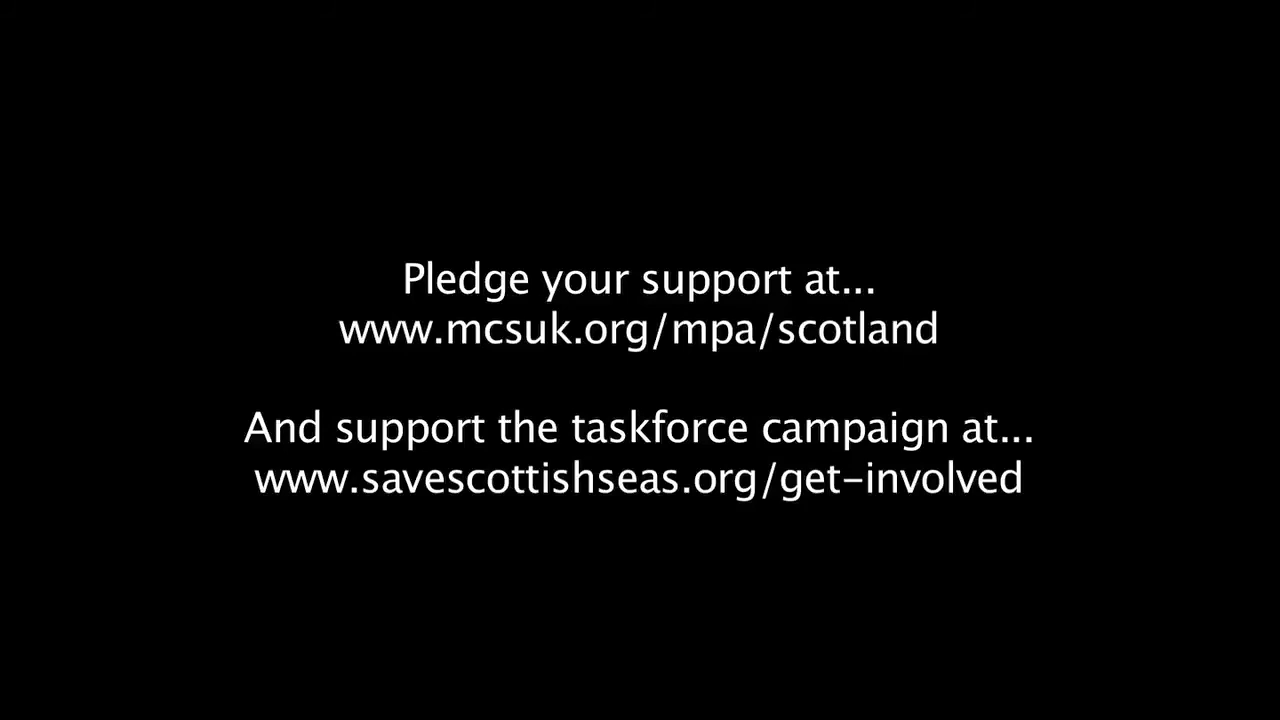 Pledge your support at...
www.mcsuk.org/mpa/scotland
And support the taskforce campaign at...
www.savescottishseas.org/get-involved